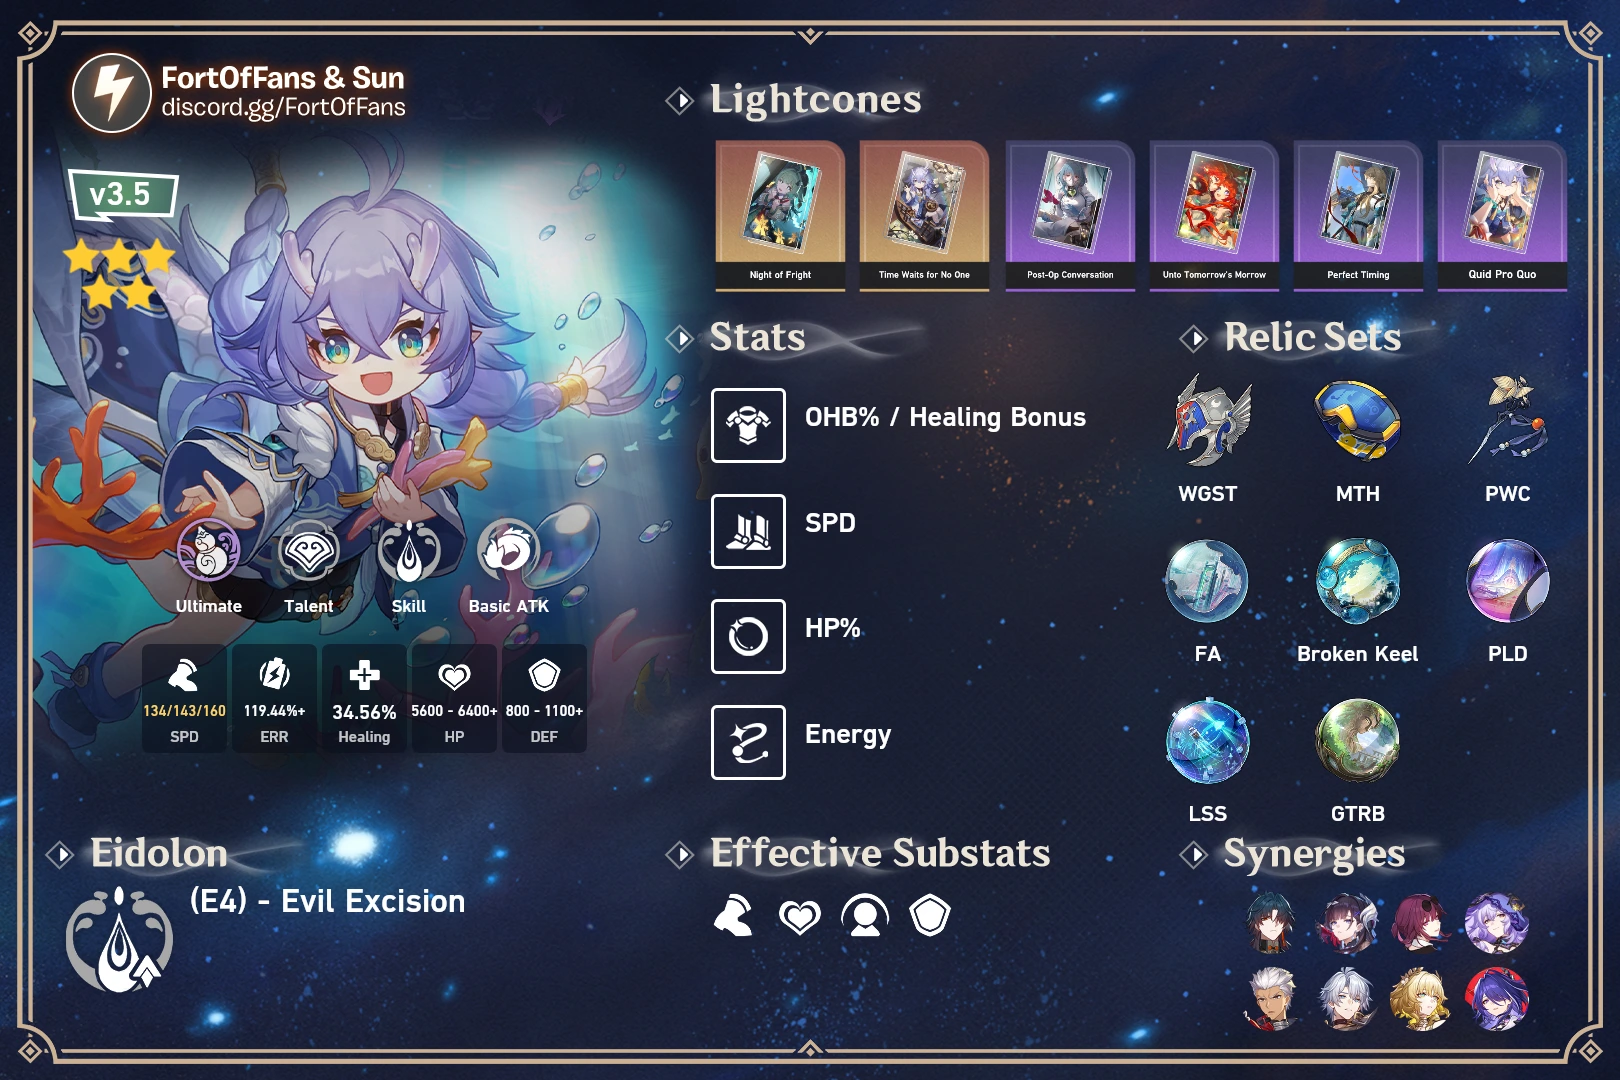 FortOfFans & Sun
discord.gg/FortOfFans
v3.5
Ultimate
Talent
Skill
Basic ATK
134/143/160
SPD
119.44%+
ERR
34.56%
Healing
5600 - 6400+
HP
800 - 1100+
DEF
Eidolon
(E4) - Evil Excision
Lightcones
Night of Fright
Time Waits for No One
Post-Op Conversation
Unto Tomorrow's Morrow
Perfect Timing
Quid Pro Quo
Stats
OHB% / Healing Bonus
SPD
HP%
Energy
Relic Sets
WGST
MTH
PWC
FA
Broken Keel
PLD
LSS
GTRB
Effective Substats
Synergies